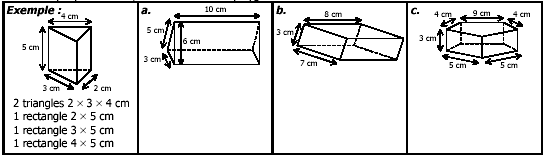 Exemple :
4 cm
5 cm
3 cm
2 cm
2 triangles 2 × 3 × 4 cm
1 rectangle 2 × 5 cm
1 rectangle 3 × 5 cm
1 rectangle 4 × 5 cm
a.
10 cm
5 cm
6 cm
3 cm
b.
8 cm
3 cm
7 cm
c.
4 cm
9 cm
4 cm
3 cm
5 cm
5 cm